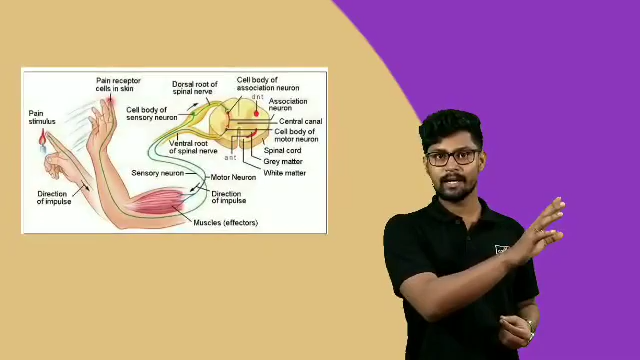 Pain receptor
cells in skin
Pain
stimulus
Dorsal root of
spinal nerve
Cell body of
association neuron
dnt
Association
neuron
Cell body of
sensory neuron
Central canal
Cell body of
motor neuron
Ventral root
of spinal nerve
ant
Spinal cord
Grey matter
White matter
Sensory neuron
Motor Neuron
Direction
of impulse
Direction
of impulse
Muscles (effectors)